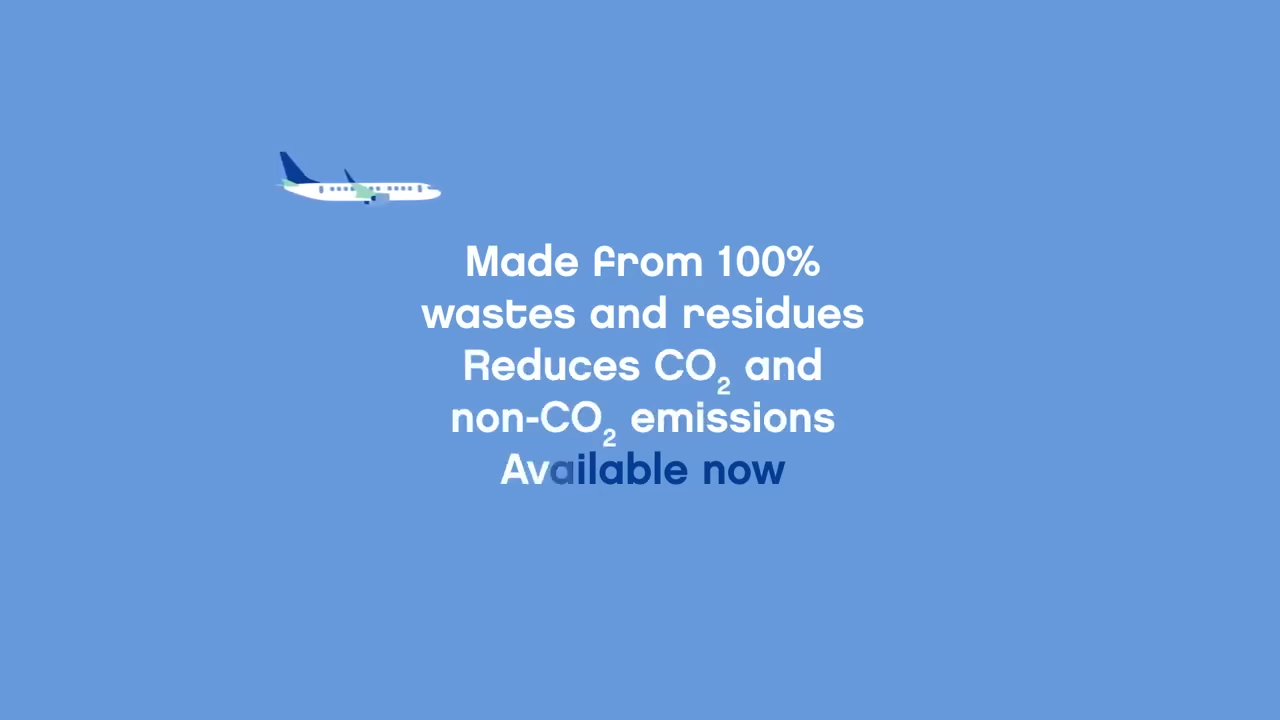 Made from 100%
wastes and residues
Reduces CO₂ and
non-CO₂ emissions
Available now